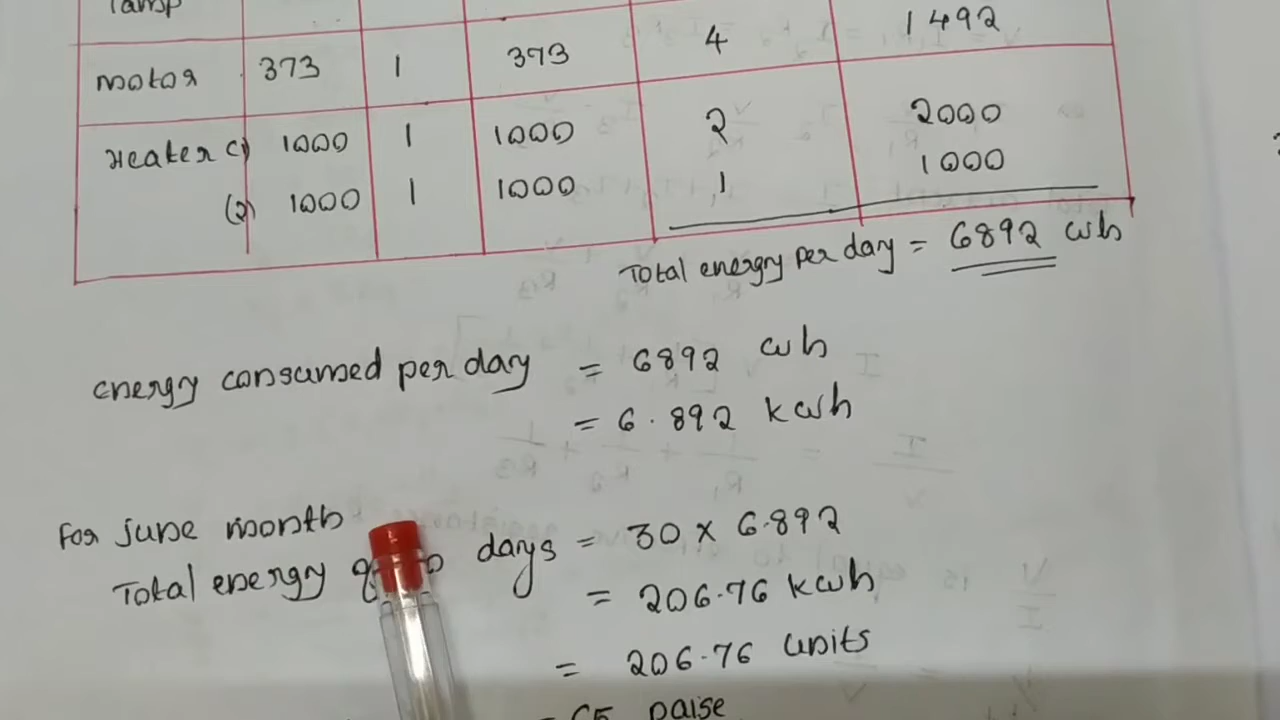 lamp
motor 373 1 373 4 1492
Heater (1) 1000 1 1000 2 2000
(2) 1000 1 1000 1 1000
Total energy per day = 6892 wh
energy consumed per day = 6892 wh
= 6.892 kwh
For June month
Total energy days = 30 × 6.892
= 206.76 kwh
= 206.76 units
= 65 paise